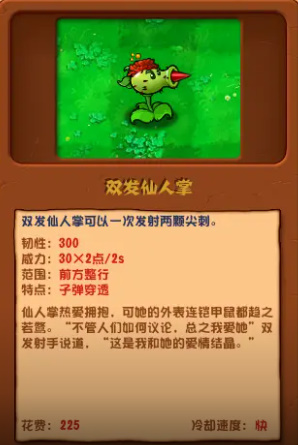 双发仙人掌
双发仙人掌可以一次发射两颗尖刺。
韧性：300
威力：30×2点/2s
范围：前方整行
特点：子弹穿透
仙人掌热爱拥抱，可她的外表连铠甲鼠都趋之
若鹜。“不管人们如何议论，总之我爱她”双
发射手说道，“这是我和她的爱情结晶。”
花费：225 冷却速度：快